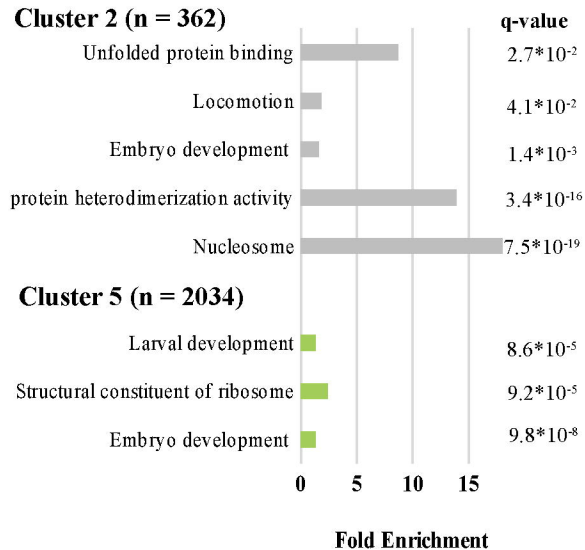 Cluster 2 (n = 362)
q-value
Unfolded protein binding 2.7*10⁻²
Locomotion 4.1*10⁻²
Embryo development 1.4*10⁻³
protein heterodimerization activity 3.4*10⁻¹⁶
Nucleosome 7.5*10⁻¹⁹
Cluster 5 (n = 2034)
Larval development 8.6*10⁻⁵
Structural constituent of ribosome 9.2*10⁻⁵
Embryo development 9.8*10⁻⁸
0 5 10 15
Fold Enrichment